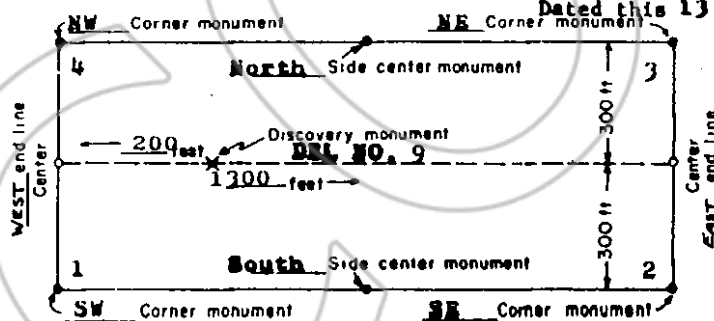 Dated this 13
NW Corner monument NE Corner monument
4 North Side center monument 3
WEST end line
Center
200 feet Discovery monument
DBL NO. 9
1300 feet
300 ft
300 ft
Center
EAST end line
1 South Side center monument 2
SW Corner monument SE Corner monument